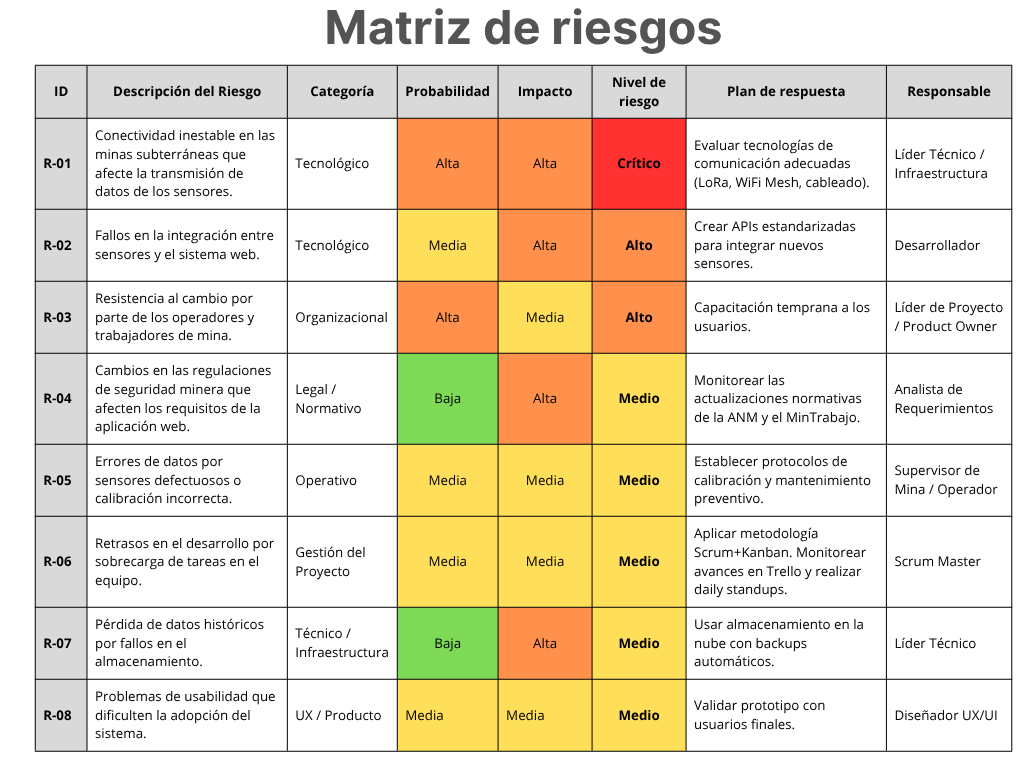 Matriz de riesgos
ID
Descripción del Riesgo
Categoría
Probabilidad
Impacto
Nivel de
riesgo
Plan de respuesta
Responsable
R-01
Conectividad inestable en las
minas subterráneas que
afecte la transmisión de
datos de los sensores.
Tecnológico
Alta
Alta
Crítico
Evaluar tecnologías de
comunicación adecuadas
(LoRa, WiFi Mesh, cableado).
Líder Técnico /
Infraestructura
R-02
Fallos en la integración entre
sensores y el sistema web.
Tecnológico
Media
Alta
Alto
Crear APIs estandarizadas
para integrar nuevos
sensores.
Desarrollador
R-03
Resistencia al cambio por
parte de los operadores y
trabajadores de mina.
Organizacional
Alta
Media
Alto
Capacitación temprana a los
usuarios.
Líder de Proyecto
/ Product Owner
R-04
Cambios en las regulaciones
de seguridad minera que
afecten los requisitos de la
aplicación web.
Legal /
Normativo
Baja
Alta
Medio
Monitorear las
actualizaciones normativas
de la ANM y el MinTrabajo.
Analista de
Requerimientos
R-05
Errores de datos por
sensores defectuosos o
calibración incorrecta.
Operativo
Media
Media
Medio
Establecer protocolos de
calibración y mantenimiento
preventivo.
Supervisor de
Mina / Operador
R-06
Retrasos en el desarrollo por
sobrecarga de tareas en el
equipo.
Gestión del
Proyecto
Media
Media
Medio
Aplicar metodología
Scrum+Kanban. Monitorear
avances en Trello y realizar
daily standups.
Scrum Master
R-07
Pérdida de datos históricos
por fallos en el
almacenamiento.
Técnico /
Infraestructura
Baja
Alta
Medio
Usar almacenamiento en la
nube con backups
automáticos.
Líder Técnico
R-08
Problemas de usabilidad que
dificulten la adopción del
sistema.
UX / Producto
Media
Media
Medio
Validar prototipo con
usuarios finales.
Diseñador UX/UI